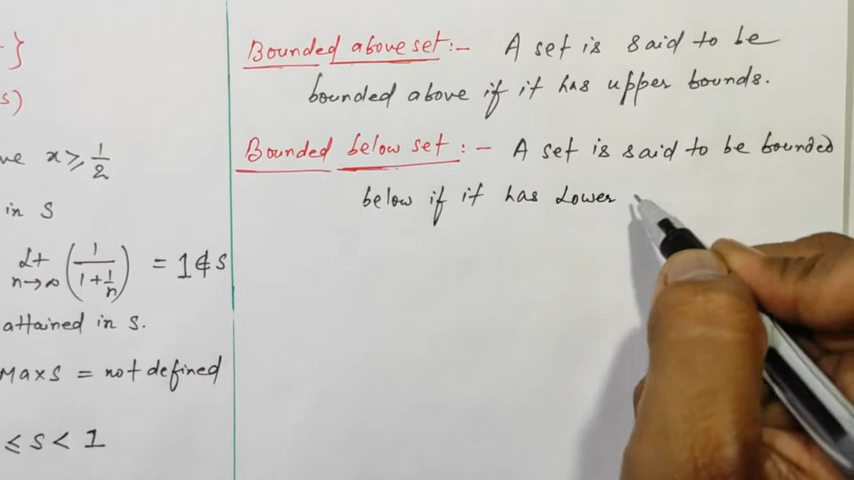 }
s)
ve x ⩾ 1/2
in S
Lt n→∞ (1/(1+1/n)) = 1 ∉ S
attained in S.
Max S = not defined
≤ S < 1
Bounded above set :- A set is said to be
bounded above if it has upper bounds.
Bounded below set :- A set is said to be bounded
below if it has Lower